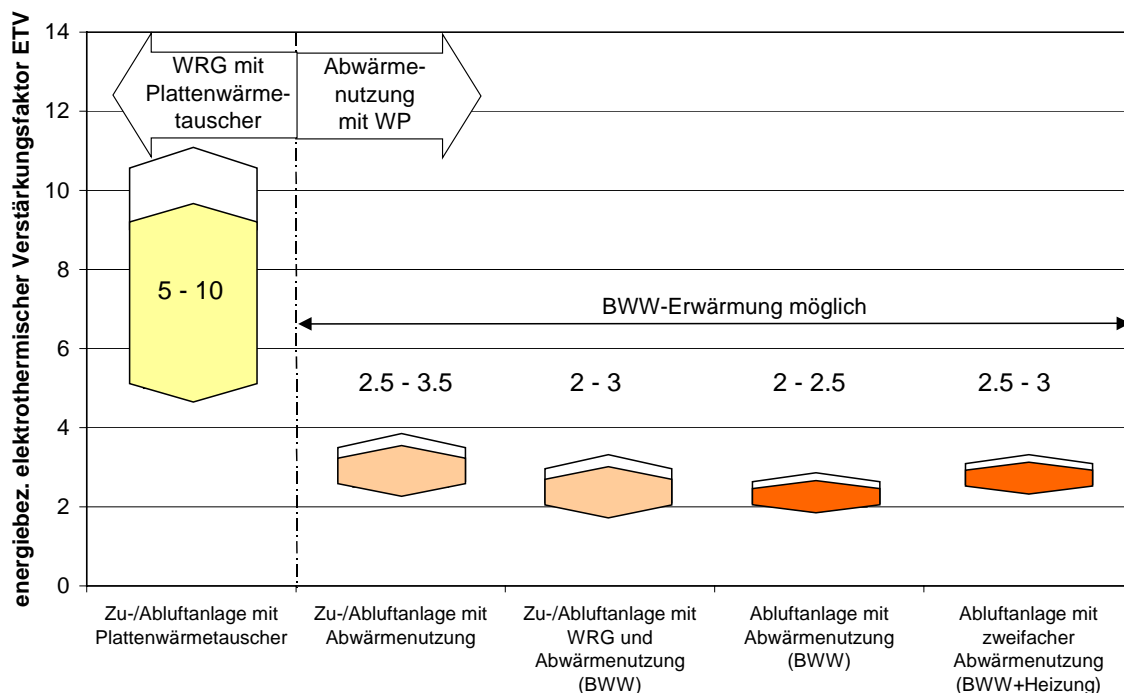 energiebez. elektrothermischer Verstärkungsfaktor ETV
14
12
10
8
6
4
2
0
WRG mit
Plattenwärme-
tauscher
Abwärme-
nutzung
mit WP
5 - 10
BWW-Erwärmung möglich
2.5 - 3.5
2 - 3
2 - 2.5
2.5 - 3
Zu-/Abluftanlage mit
Plattenwärmetauscher
Zu-/Abluftanlage mit
Abwärmenutzung
Zu-/Abluftanlage mit
WRG und
Abwärmenutzung
(BWW)
Abluftanlage mit
Abwärmenutzung
(BWW)
Abluftanlage mit
zweifacher
Abwärmenutzung
(BWW+Heizung)